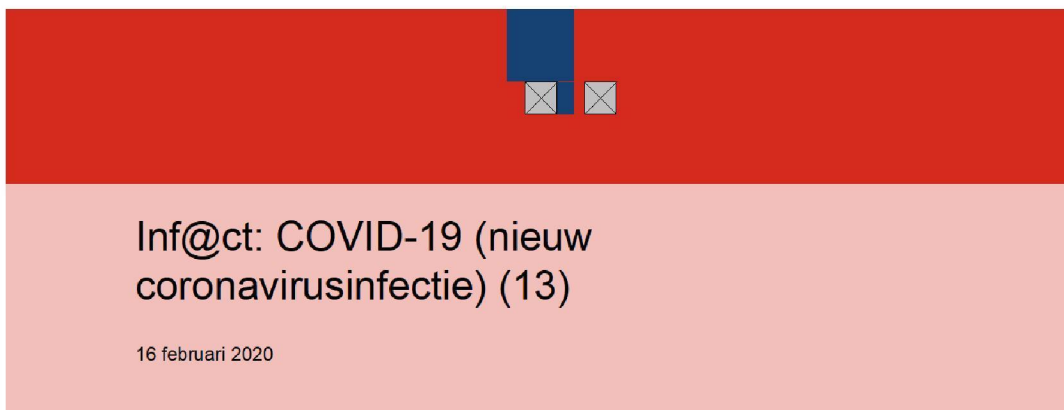 Inf@ct: COVID-19 (nieuw
coronavirusinfectie) (13)
16 februari 2020